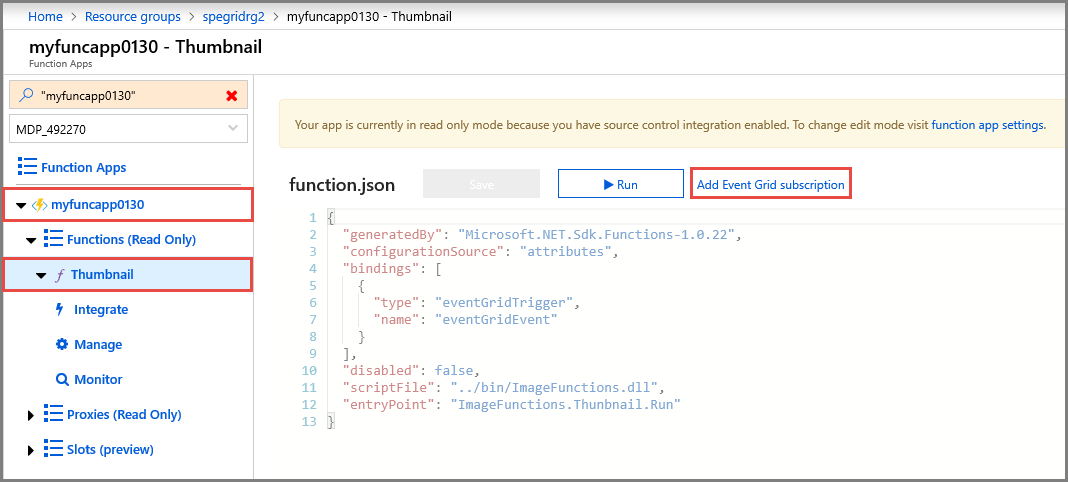 Home > Resource groups > spegridrg2 > myfuncapp0130 - Thumbnail
myfuncapp0130 - Thumbnail
Function Apps
"myfuncapp0130"
MDP_492270
Function Apps
myfuncapp0130
Functions (Read Only)
Thumbnail
Integrate
Manage
Monitor
Proxies (Read Only)
Slots (preview)
Your app is currently in read only mode because you have source control integration enabled. To change edit mode visit function app settings.
function.json Save Run Add Event Grid subscription
1 {
2 "generatedBy": "Microsoft.NET.Sdk.Functions-1.0.22",
3 "configurationSource": "attributes",
4 "bindings": [
5 {
6 "type": "eventGridTrigger",
7 "name": "eventGridEvent"
8 }
9 ],
10 "disabled": false,
11 "scriptFile": "../bin/ImageFunctions.dll",
12 "entryPoint": "ImageFunctions.Thunbnail.Run"
13 }